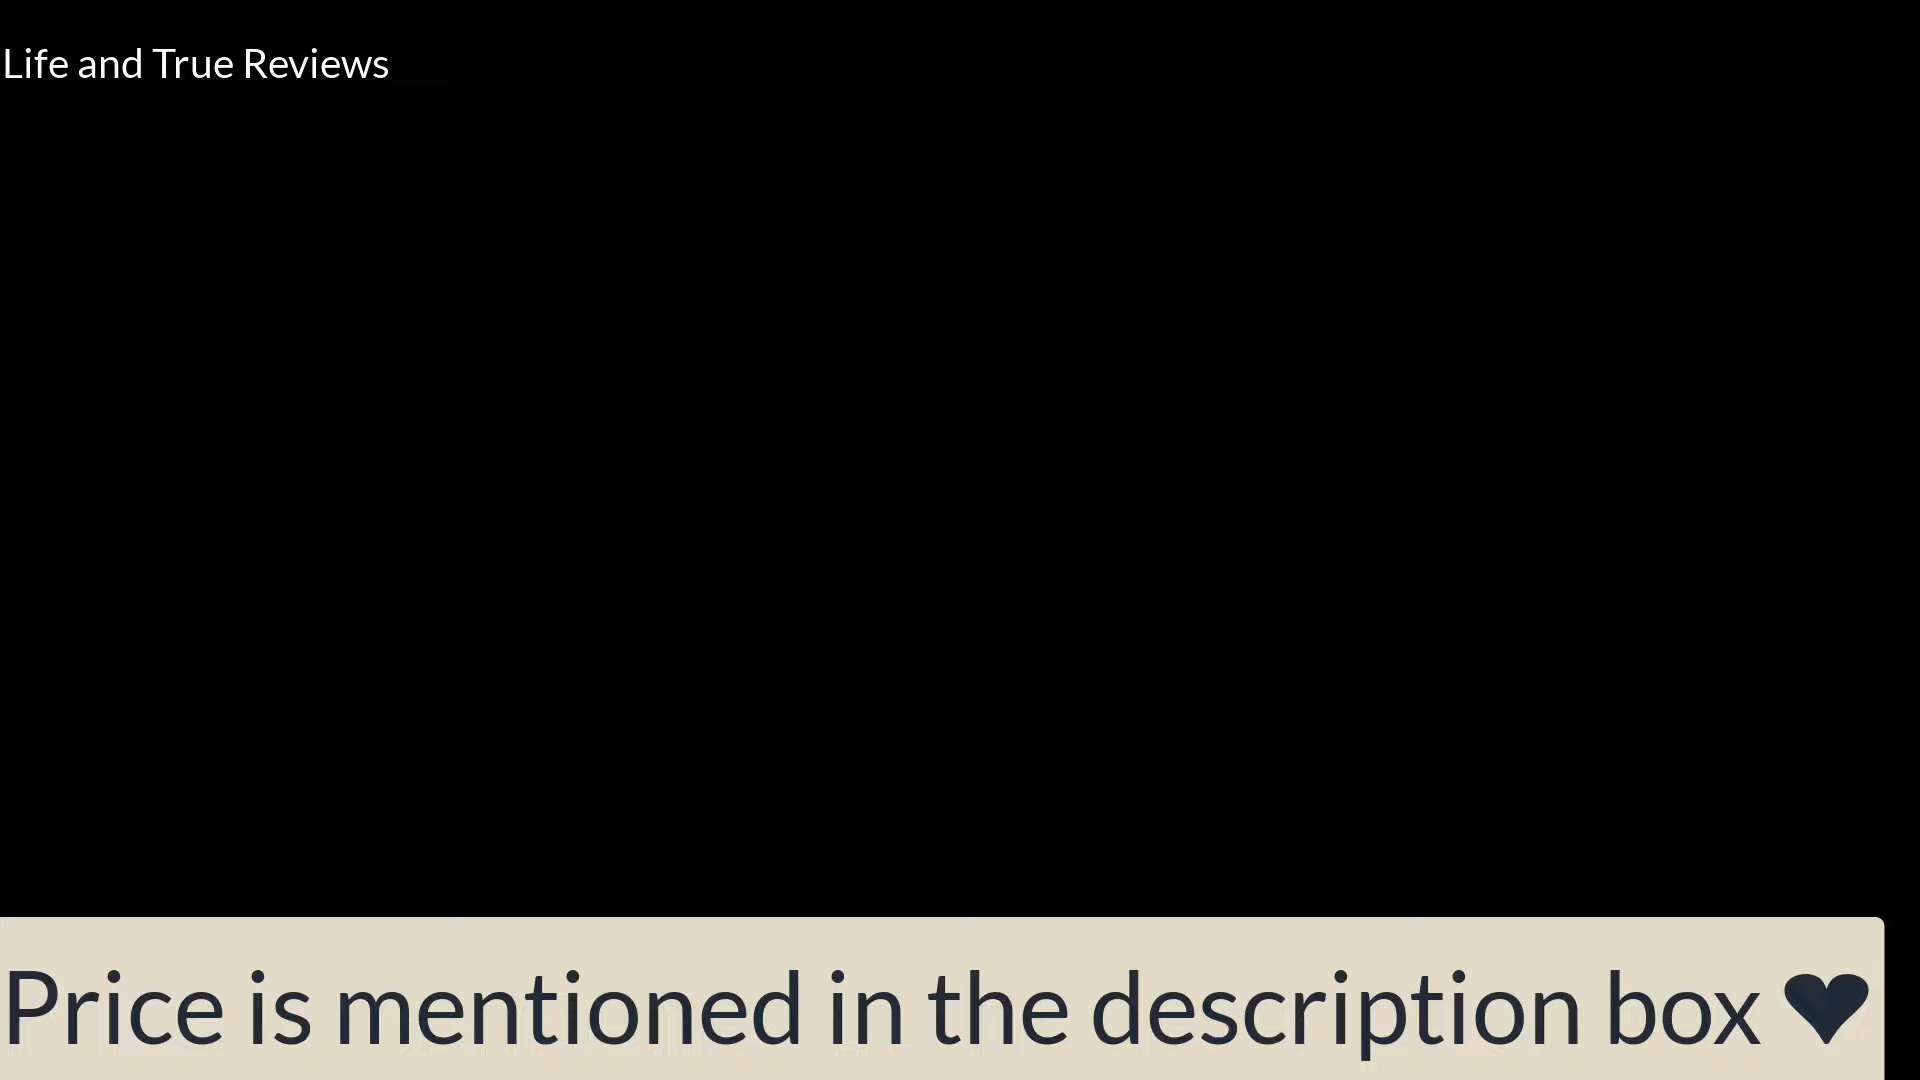 Life and True Reviews
Price is mentioned in the description box ♥